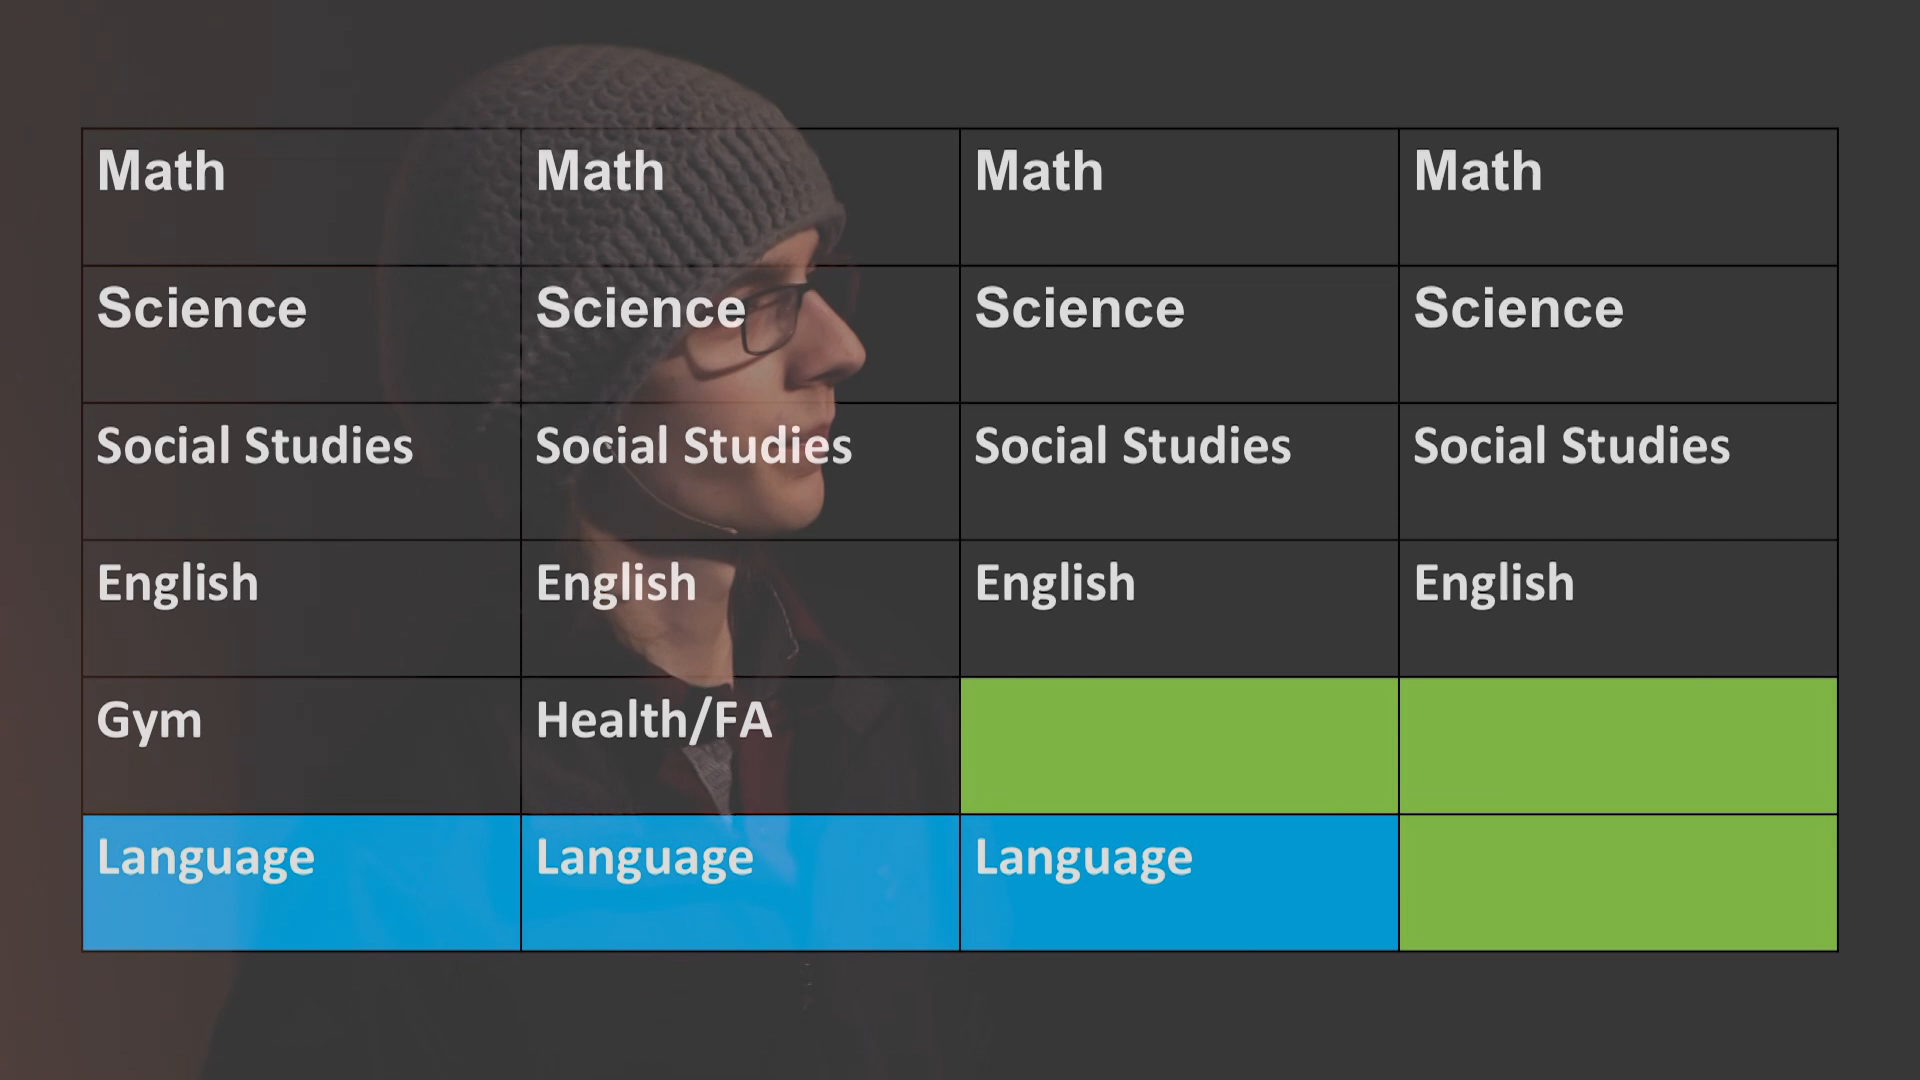 Math Math Math Math
Science Science Science Science
Social Studies Social Studies Social Studies Social Studies
English English English English
Gym Health/FA
Language Language Language